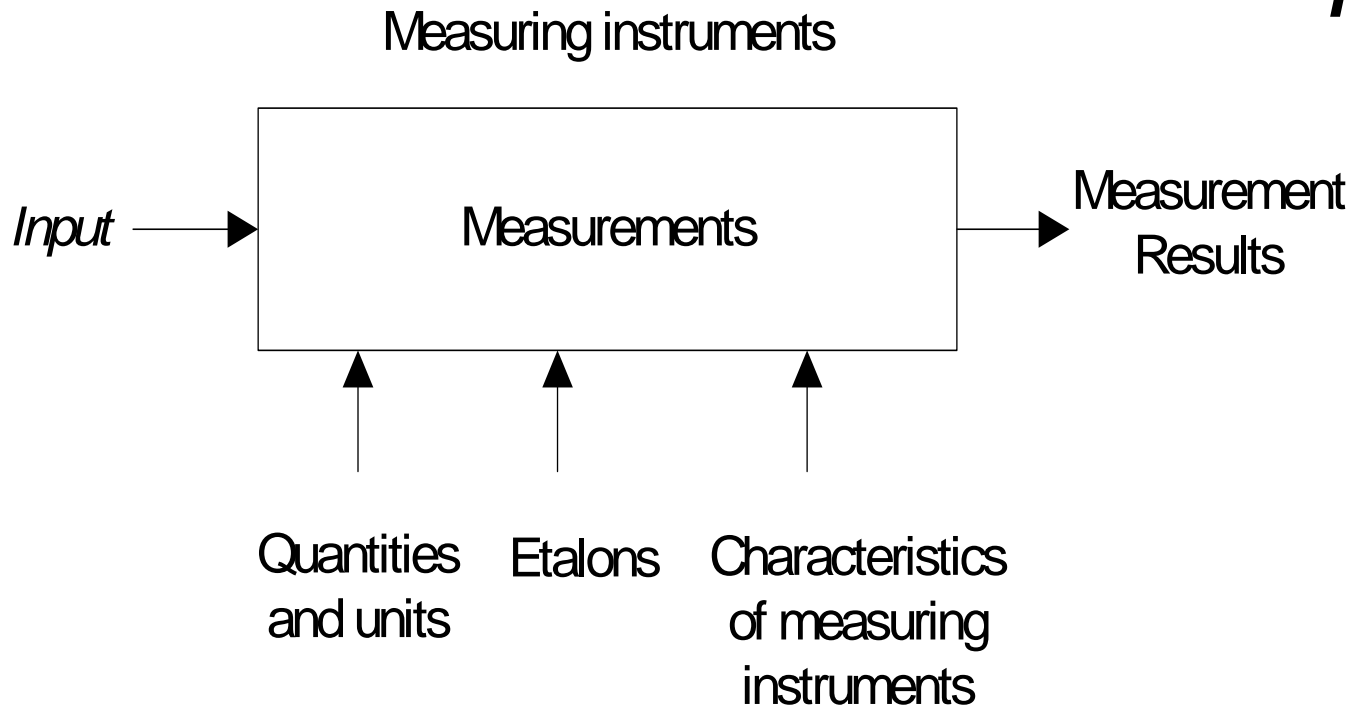 Measuring instruments
Input
Measurements
Measurement
Results
Quantities
and units
Etalons
Characteristics
of measuring
instruments